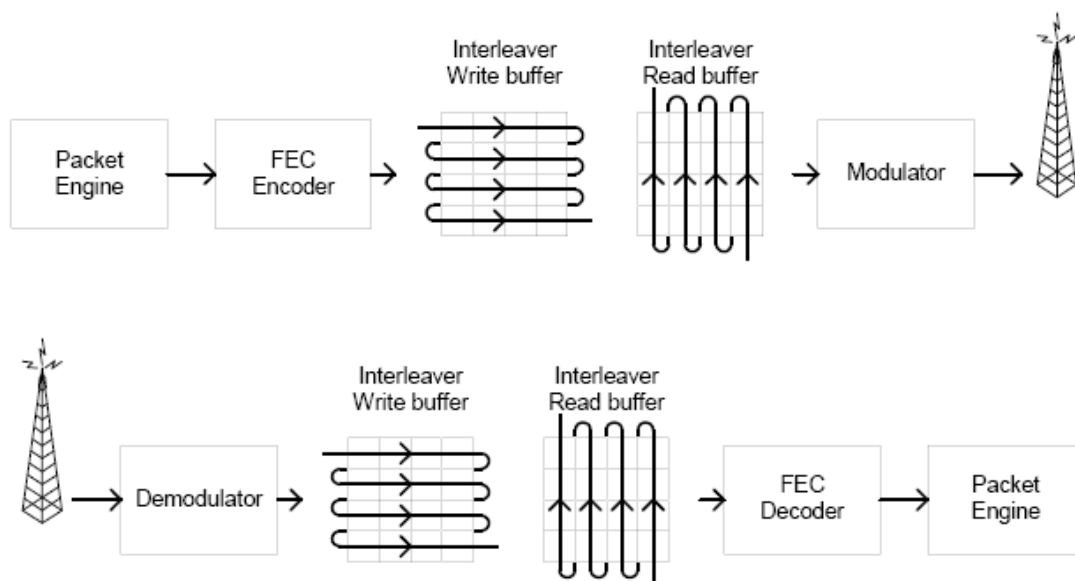 Interleaver
Write buffer
Interleaver
Read buffer
Packet
Engine
FEC
Encoder
Modulator
Interleaver
Write buffer
Interleaver
Read buffer
Demodulator
FEC
Decoder
Packet
Engine